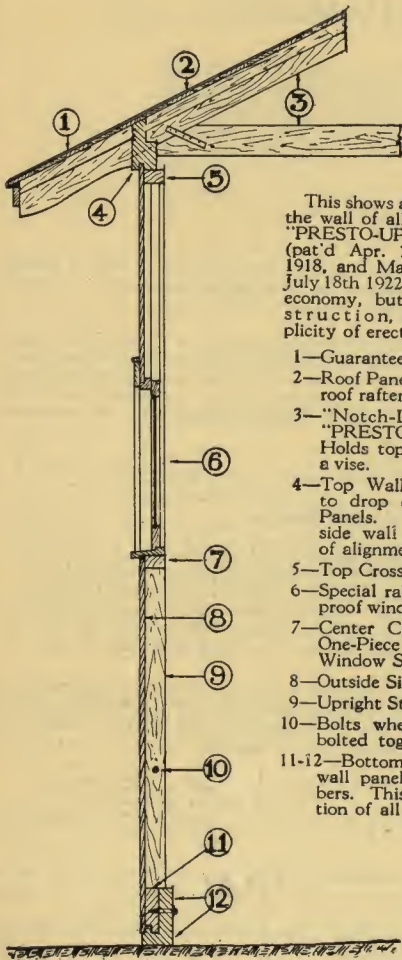 2
1
3
4
5
6
7
8
9
10
11
12
This shows a
the wall of all
"PRESTO-UP
(pat'd Apr.
1918, and Ma
July 18th 1922
economy, but
struction,
plicity of erect
1—Guarantee
2—Roof Pane
roof rafter
3—"Notch-L
"PRESTO
Holds top
a vise.
4—Top Wall
to drop
Panels.
side wall
of alignme
5—Top Cross
6—Special ra
proof wind
7—Center C
One-Piece
Window S
8—Outside Si
9—Upright St
10—Bolts whe
bolted tog
11-12—Bottom
wall panel
bers. This
tion of all